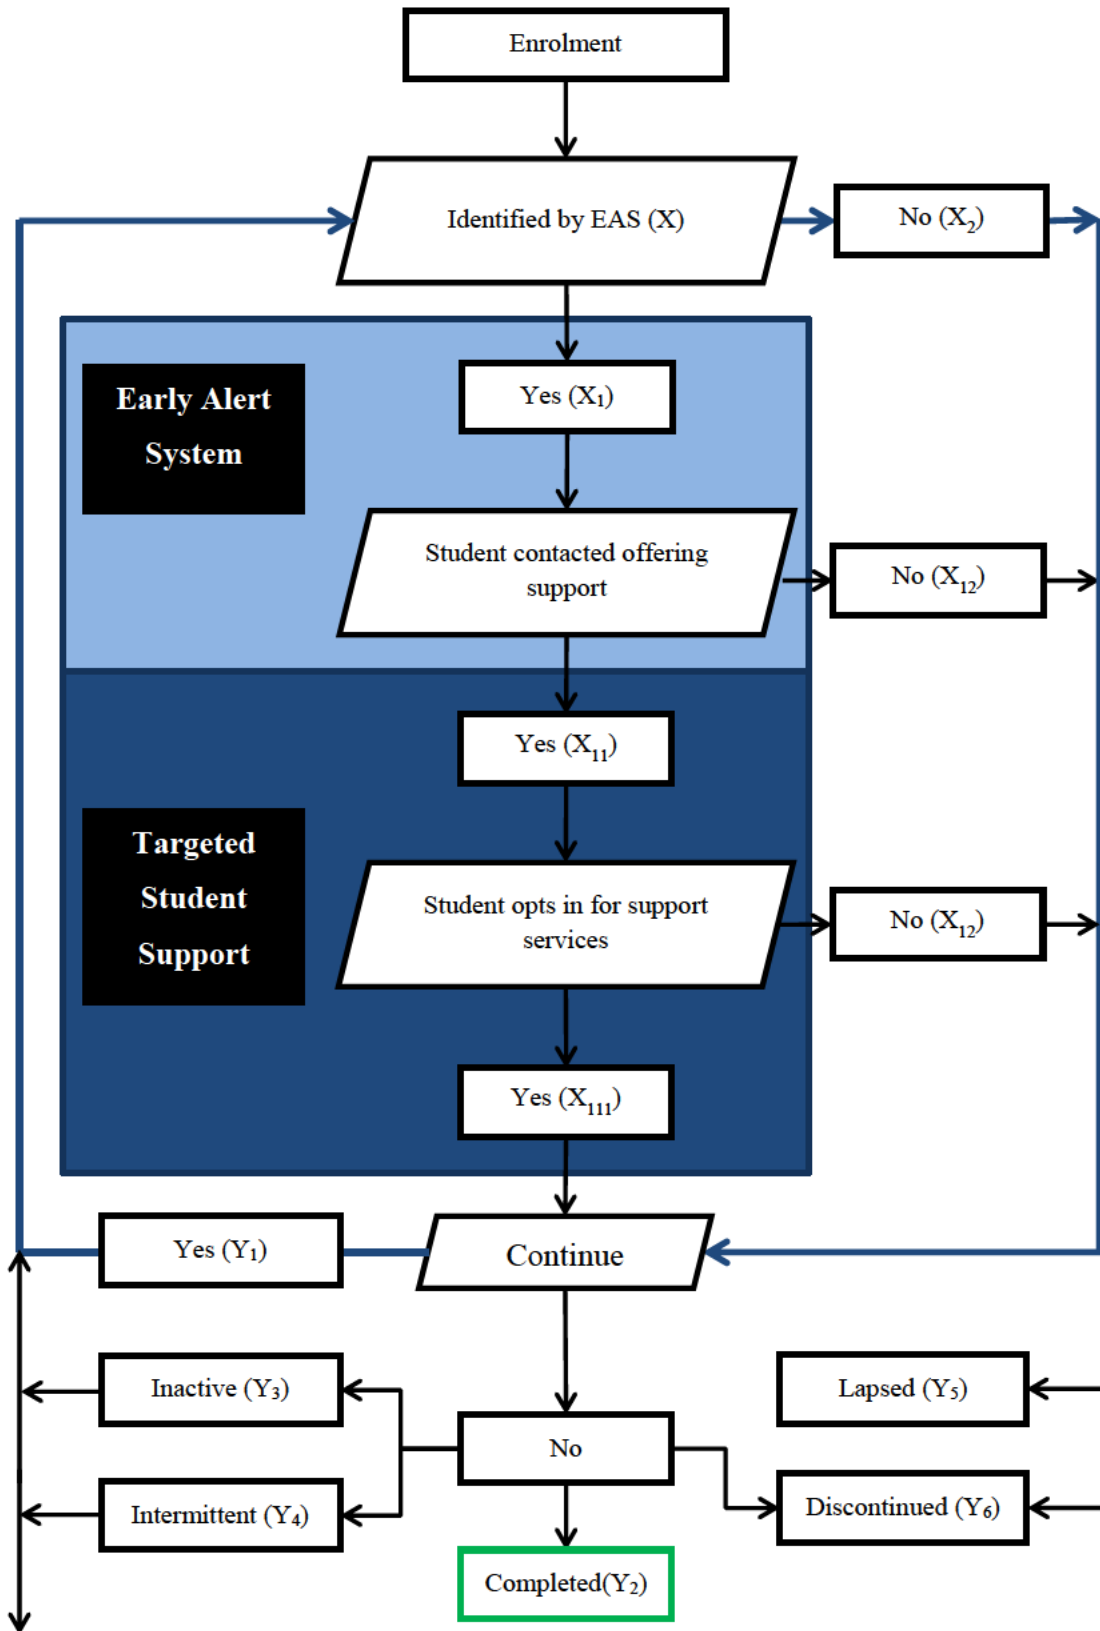 Enrolment
Identified by EAS (X)
No (X₂)
Early Alert
System
Yes (X₁)
Student contacted offering
support
No (X₁₂)
Yes (X₁₁)
Targeted
Student
Support
Student opts in for support
services
No (X₁₂)
Yes (X₁₁₁)
Yes (Y₁)
Continue
Inactive (Y₃)
Lapsed (Y₅)
No
Intermittent (Y₄)
Discontinued (Y₆)
Completed(Y₂)